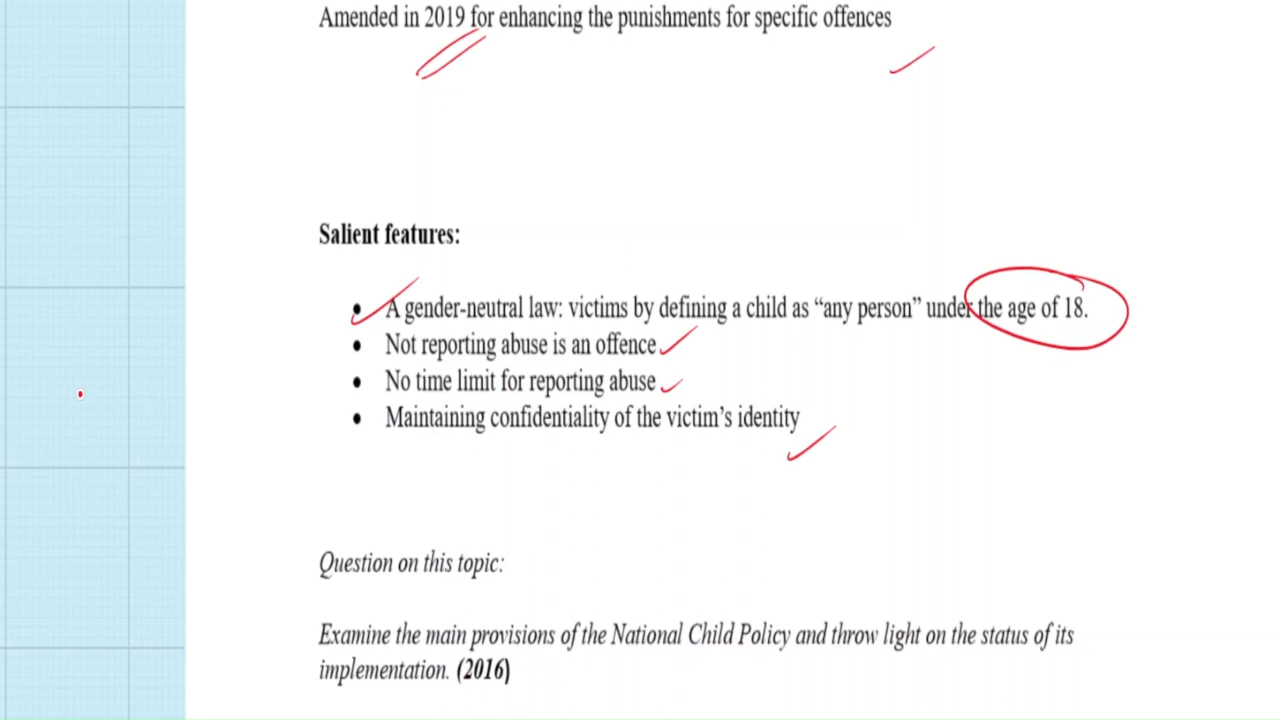 Amended in 2019 for enhancing the punishments for specific offences
Salient features:
• A gender-neutral law: victims by defining a child as “any person” under the age of 18.
• Not reporting abuse is an offence
• No time limit for reporting abuse
• Maintaining confidentiality of the victim’s identity
Question on this topic:
Examine the main provisions of the National Child Policy and throw light on the status of its
implementation. (2016)